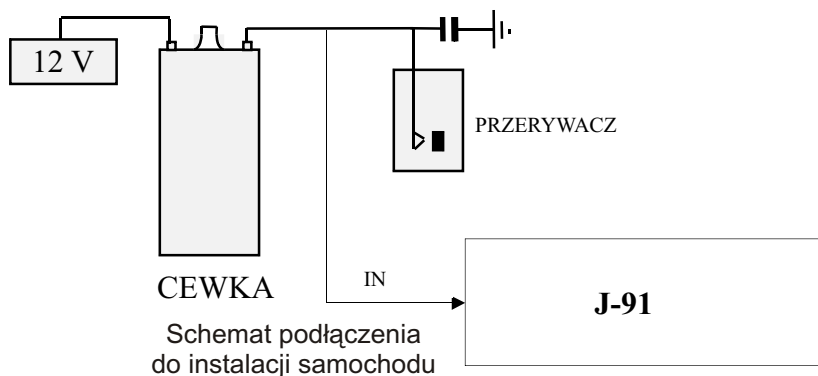 12 V
PRZERYWACZ
CEWKA
IN
J-91
Schemat podłączenia
do instalacji samochodu